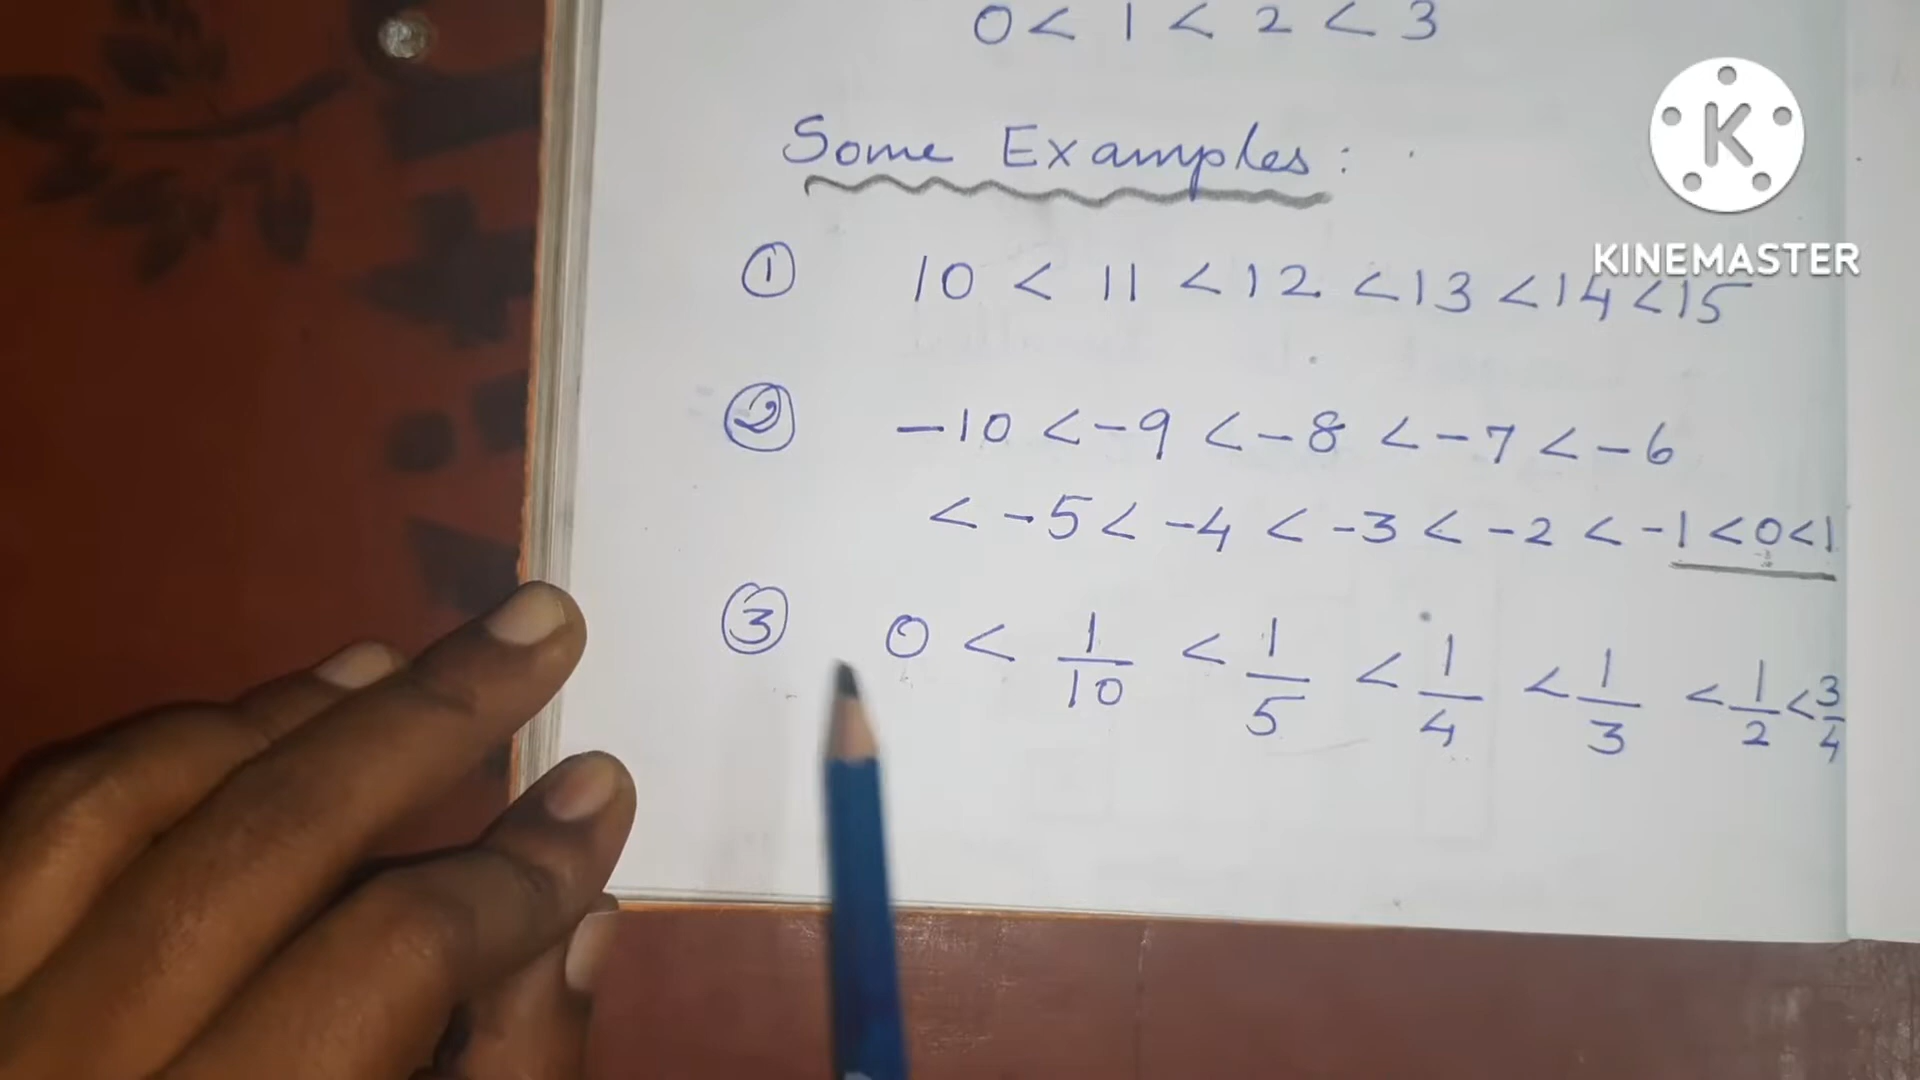 0 < 1 < 2 < 3
Some Examples:
KINEMASTER
① 10 < 11 < 12 < 13 < 14 < 15
② -10 < -9 < -8 < -7 < -6
< -5 < -4 < -3 < -2 < -1 < 0 < 1
③ 0 < 1/10 < 1/5 < 1/4 < 1/3 < 1/2 < 3/4